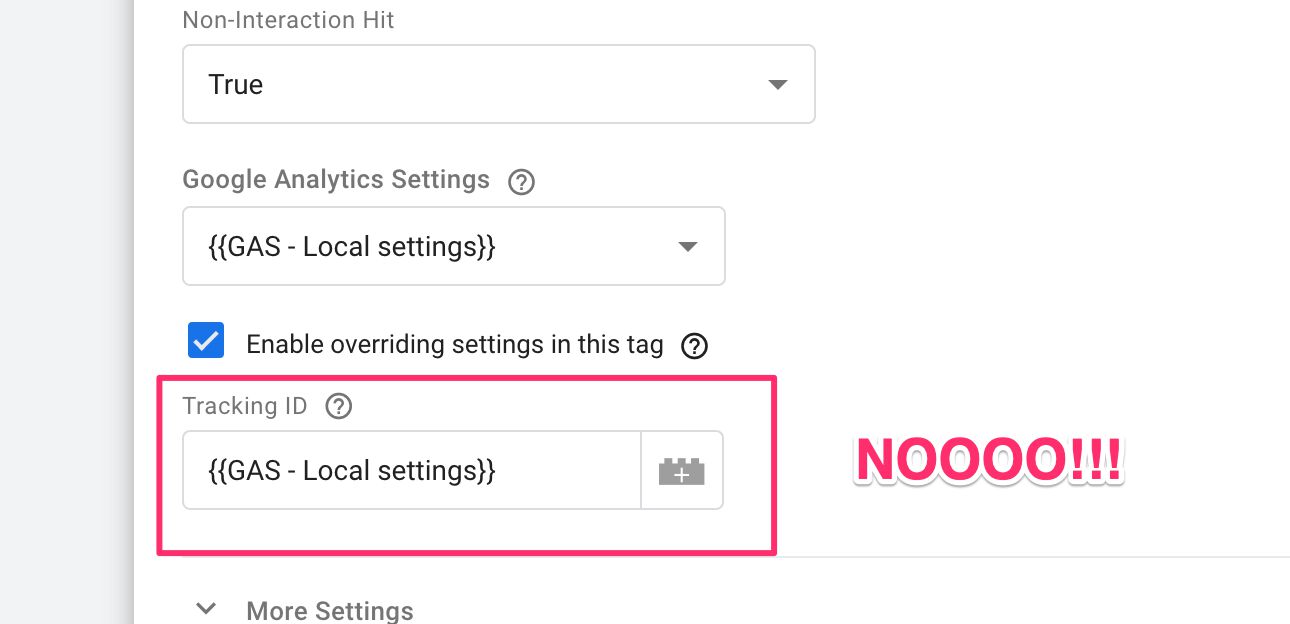 Non-Interaction Hit
True
Google Analytics Settings
{{GAS - Local settings}}
Enable overriding settings in this tag
Tracking ID
{{GAS - Local settings}}
NOOOO!!!
More Settings